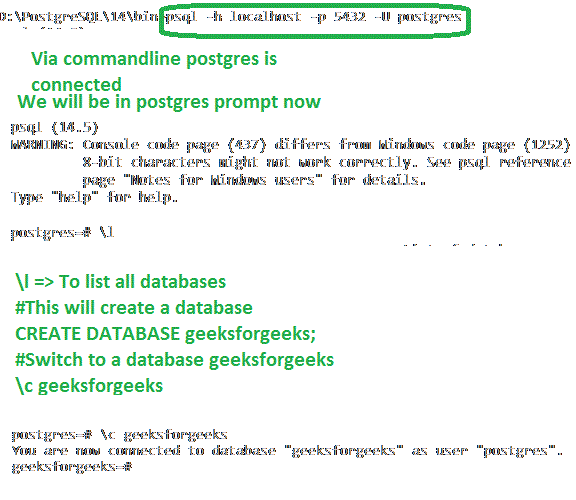 D:\PostgreSQL\14\bin psql -h localhost -p 5432 -U postgres
Via commandline postgres is
connected
We will be in postgres prompt now
psql (14.5)
WARNING: Console code page (437) differs from Windows code page (1252)
8-bit characters might not work correctly. See psql reference
page "Notes for Windows users" for details.
Type "help" for help.
postgres=# \l
\l => To list all databases
#This will create a database
CREATE DATABASE geeksforgeeks;
#Switch to a database geeksforgeeks
\c geeksforgeeks
postgres=# \c geeksforgeeks
You are now connected to database "geeksforgeeks" as user "postgres".
geeksforgeeks=#